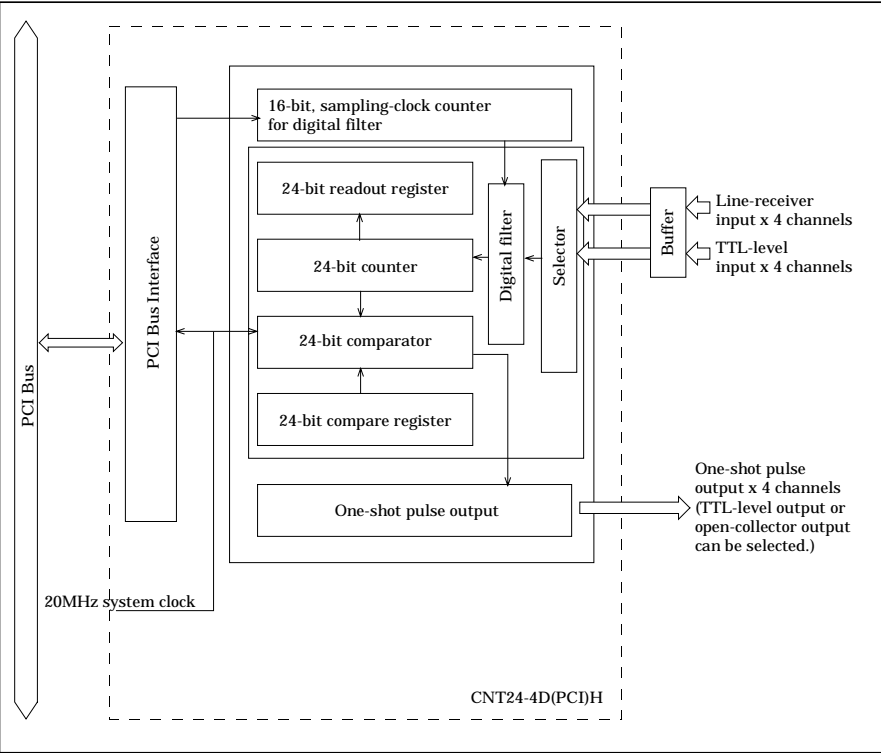 16-bit, sampling-clock counter
for digital filter
24-bit readout register
24-bit counter
24-bit comparator
24-bit compare register
One-shot pulse output
Digital filter
Selector
Buffer
PCI Bus Interface
PCI Bus
Line-receiver
input x 4 channels
TTL-level
input x 4 channels
One-shot pulse
output x 4 channels
(TTL-level output or
open-collector output
can be selected.)
20MHz system clock
CNT24-4D(PCI)H